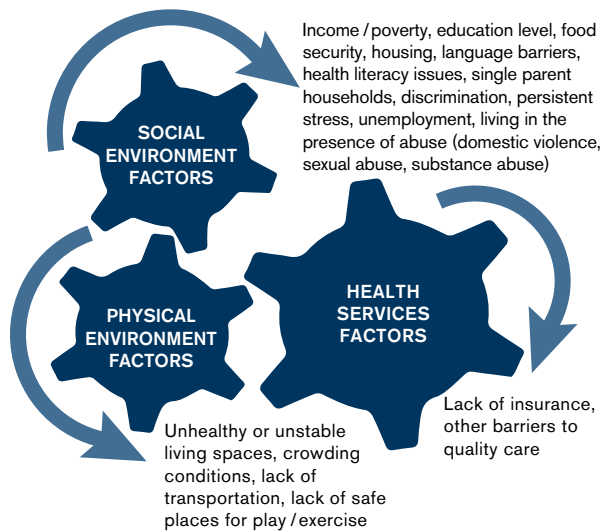 Income / poverty, education level, food
security, housing, language barriers,
health literacy issues, single parent
households, discrimination, persistent
stress, unemployment, living in the
presence of abuse (domestic violence,
sexual abuse, substance abuse)
SOCIAL
ENVIRONMENT
FACTORS
HEALTH
SERVICES
FACTORS
PHYSICAL
ENVIRONMENT
FACTORS
Lack of insurance,
other barriers to
quality care
Unhealthy or unstable
living spaces, crowding
conditions, lack of
transportation, lack of safe
places for play / exercise